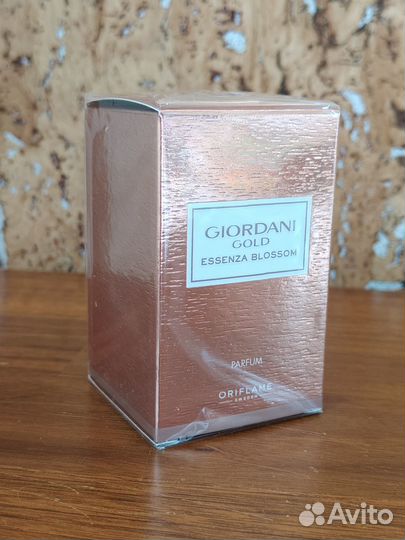 GIORDANI
GOLD
ESSENZA BLOSSOM
PARFUM
ORIFLAME
SWEDEN
Avito